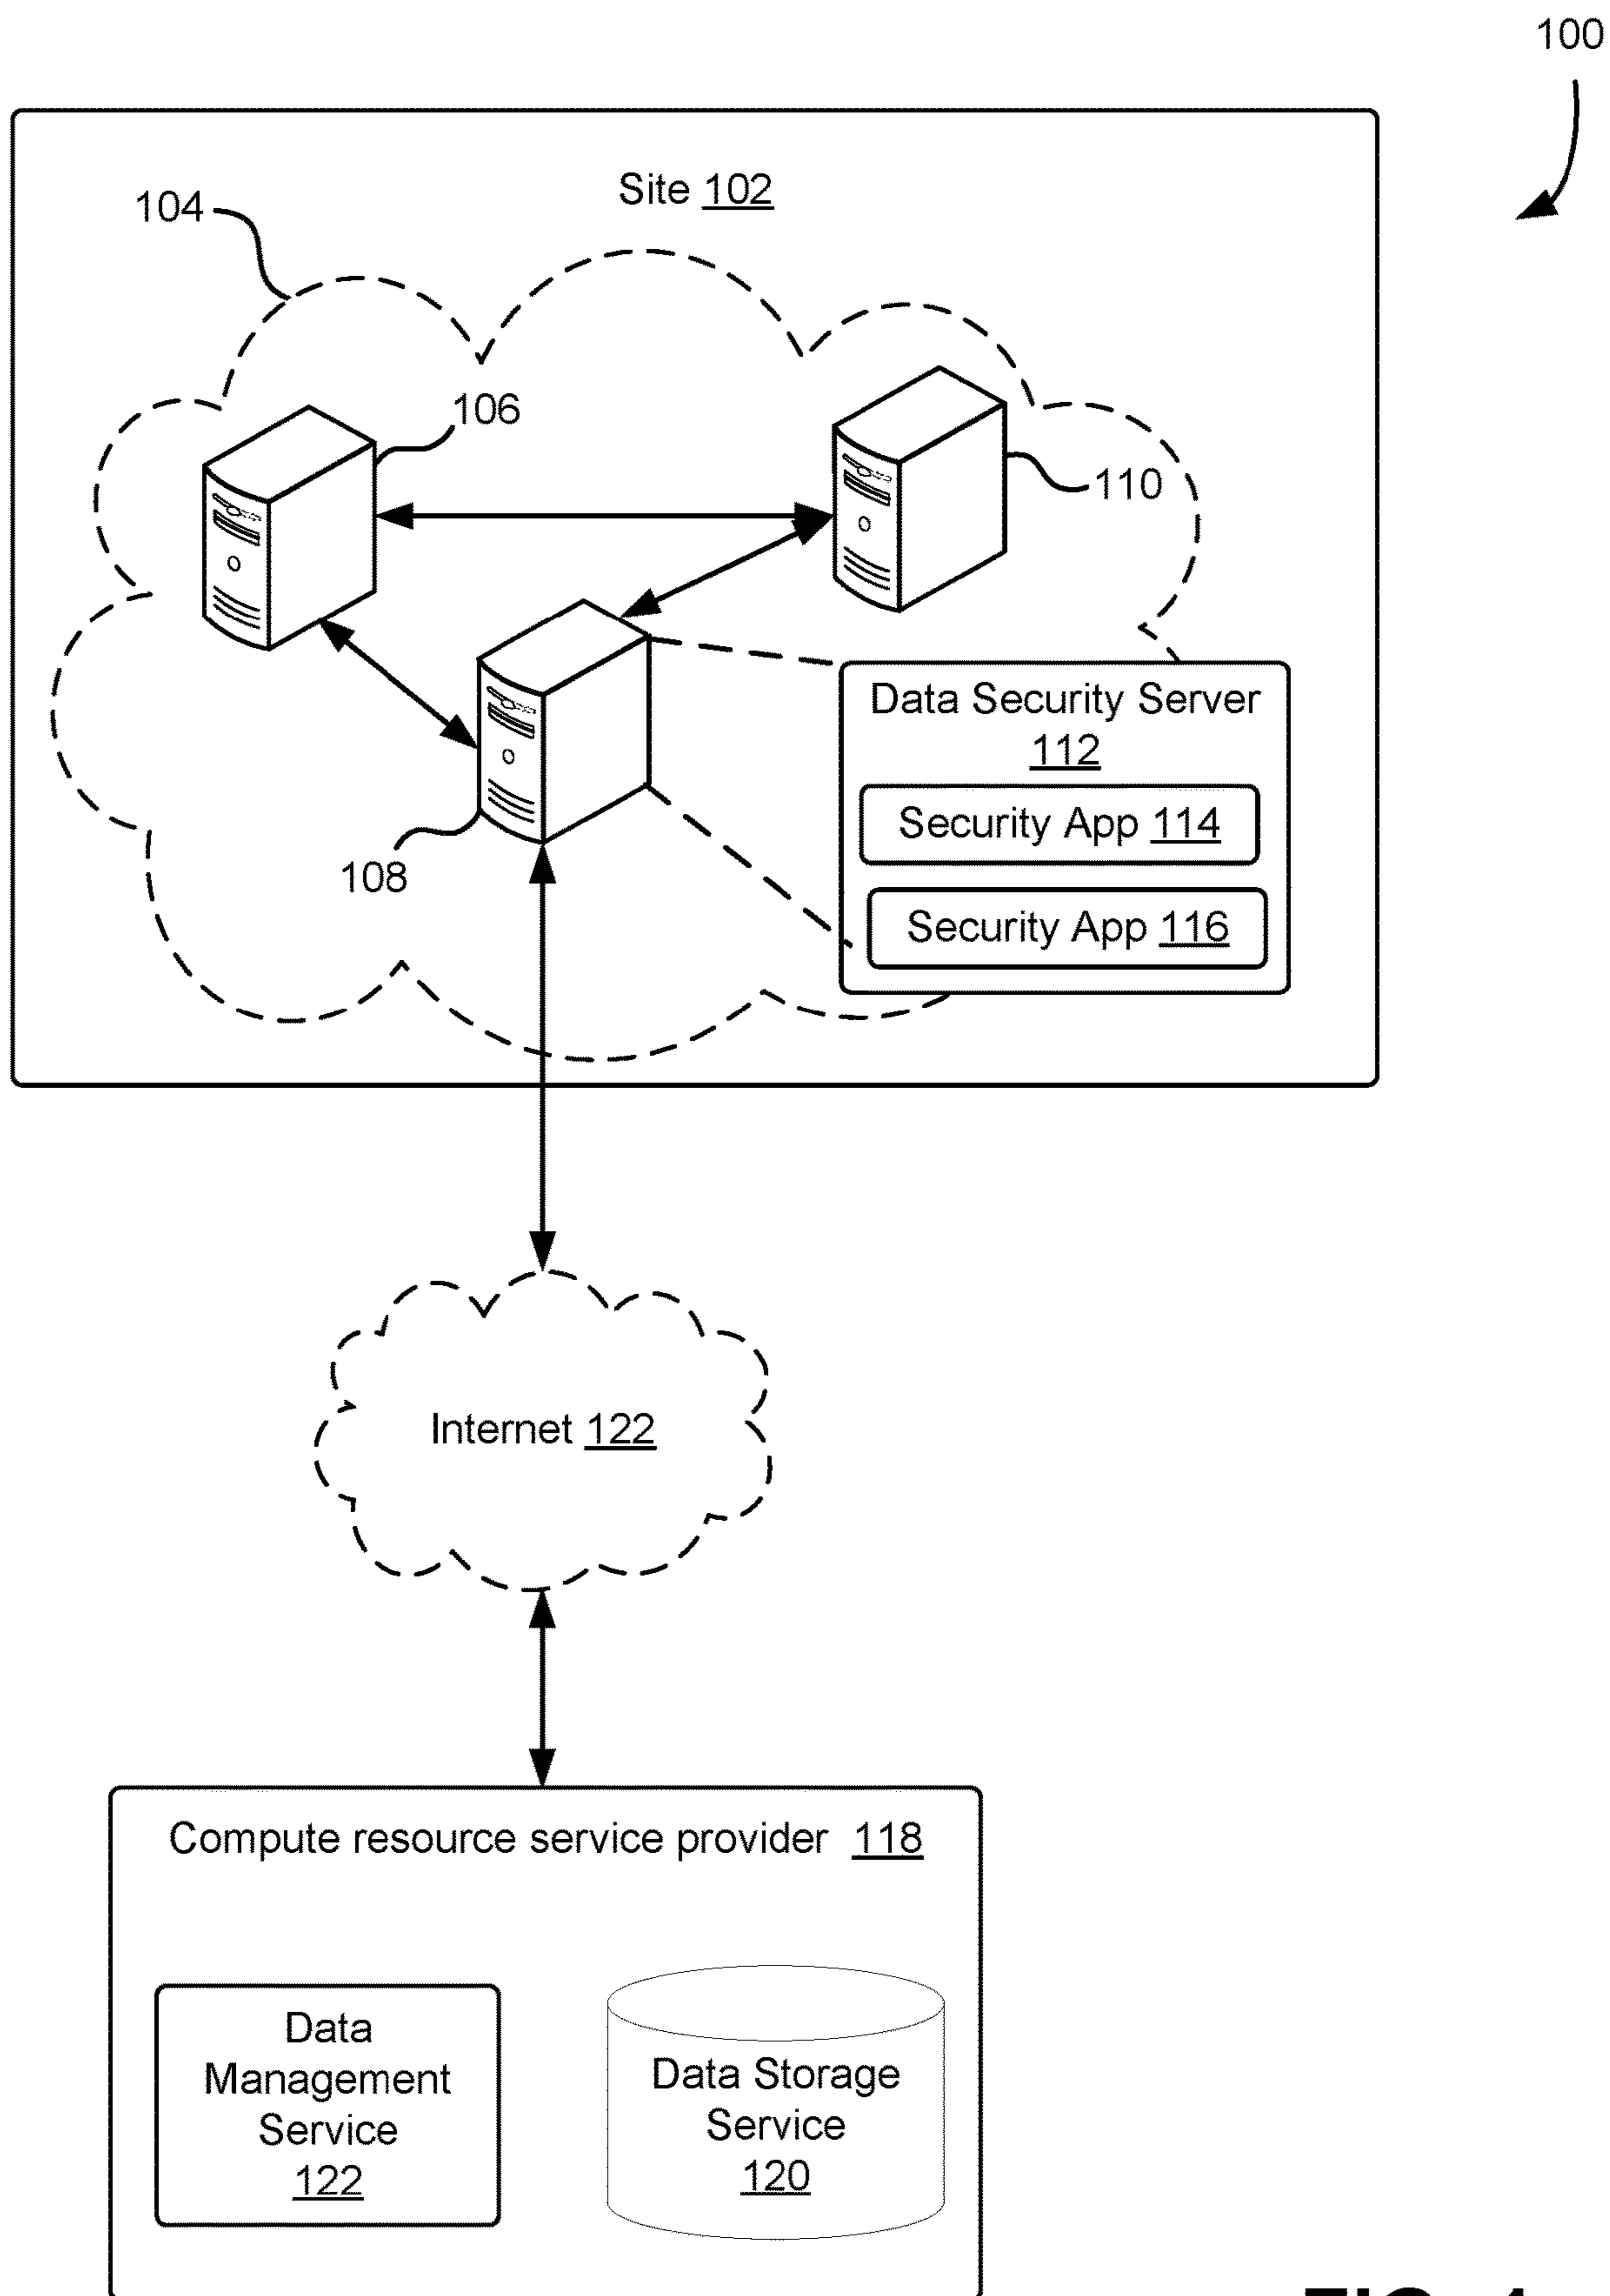 100
Site 102
104
106
110
Data Security Server
112
Security App 114
108
Security App 116
Internet 122
Compute resource service provider 118
Data
Management
Service
122
Data Storage
Service
120